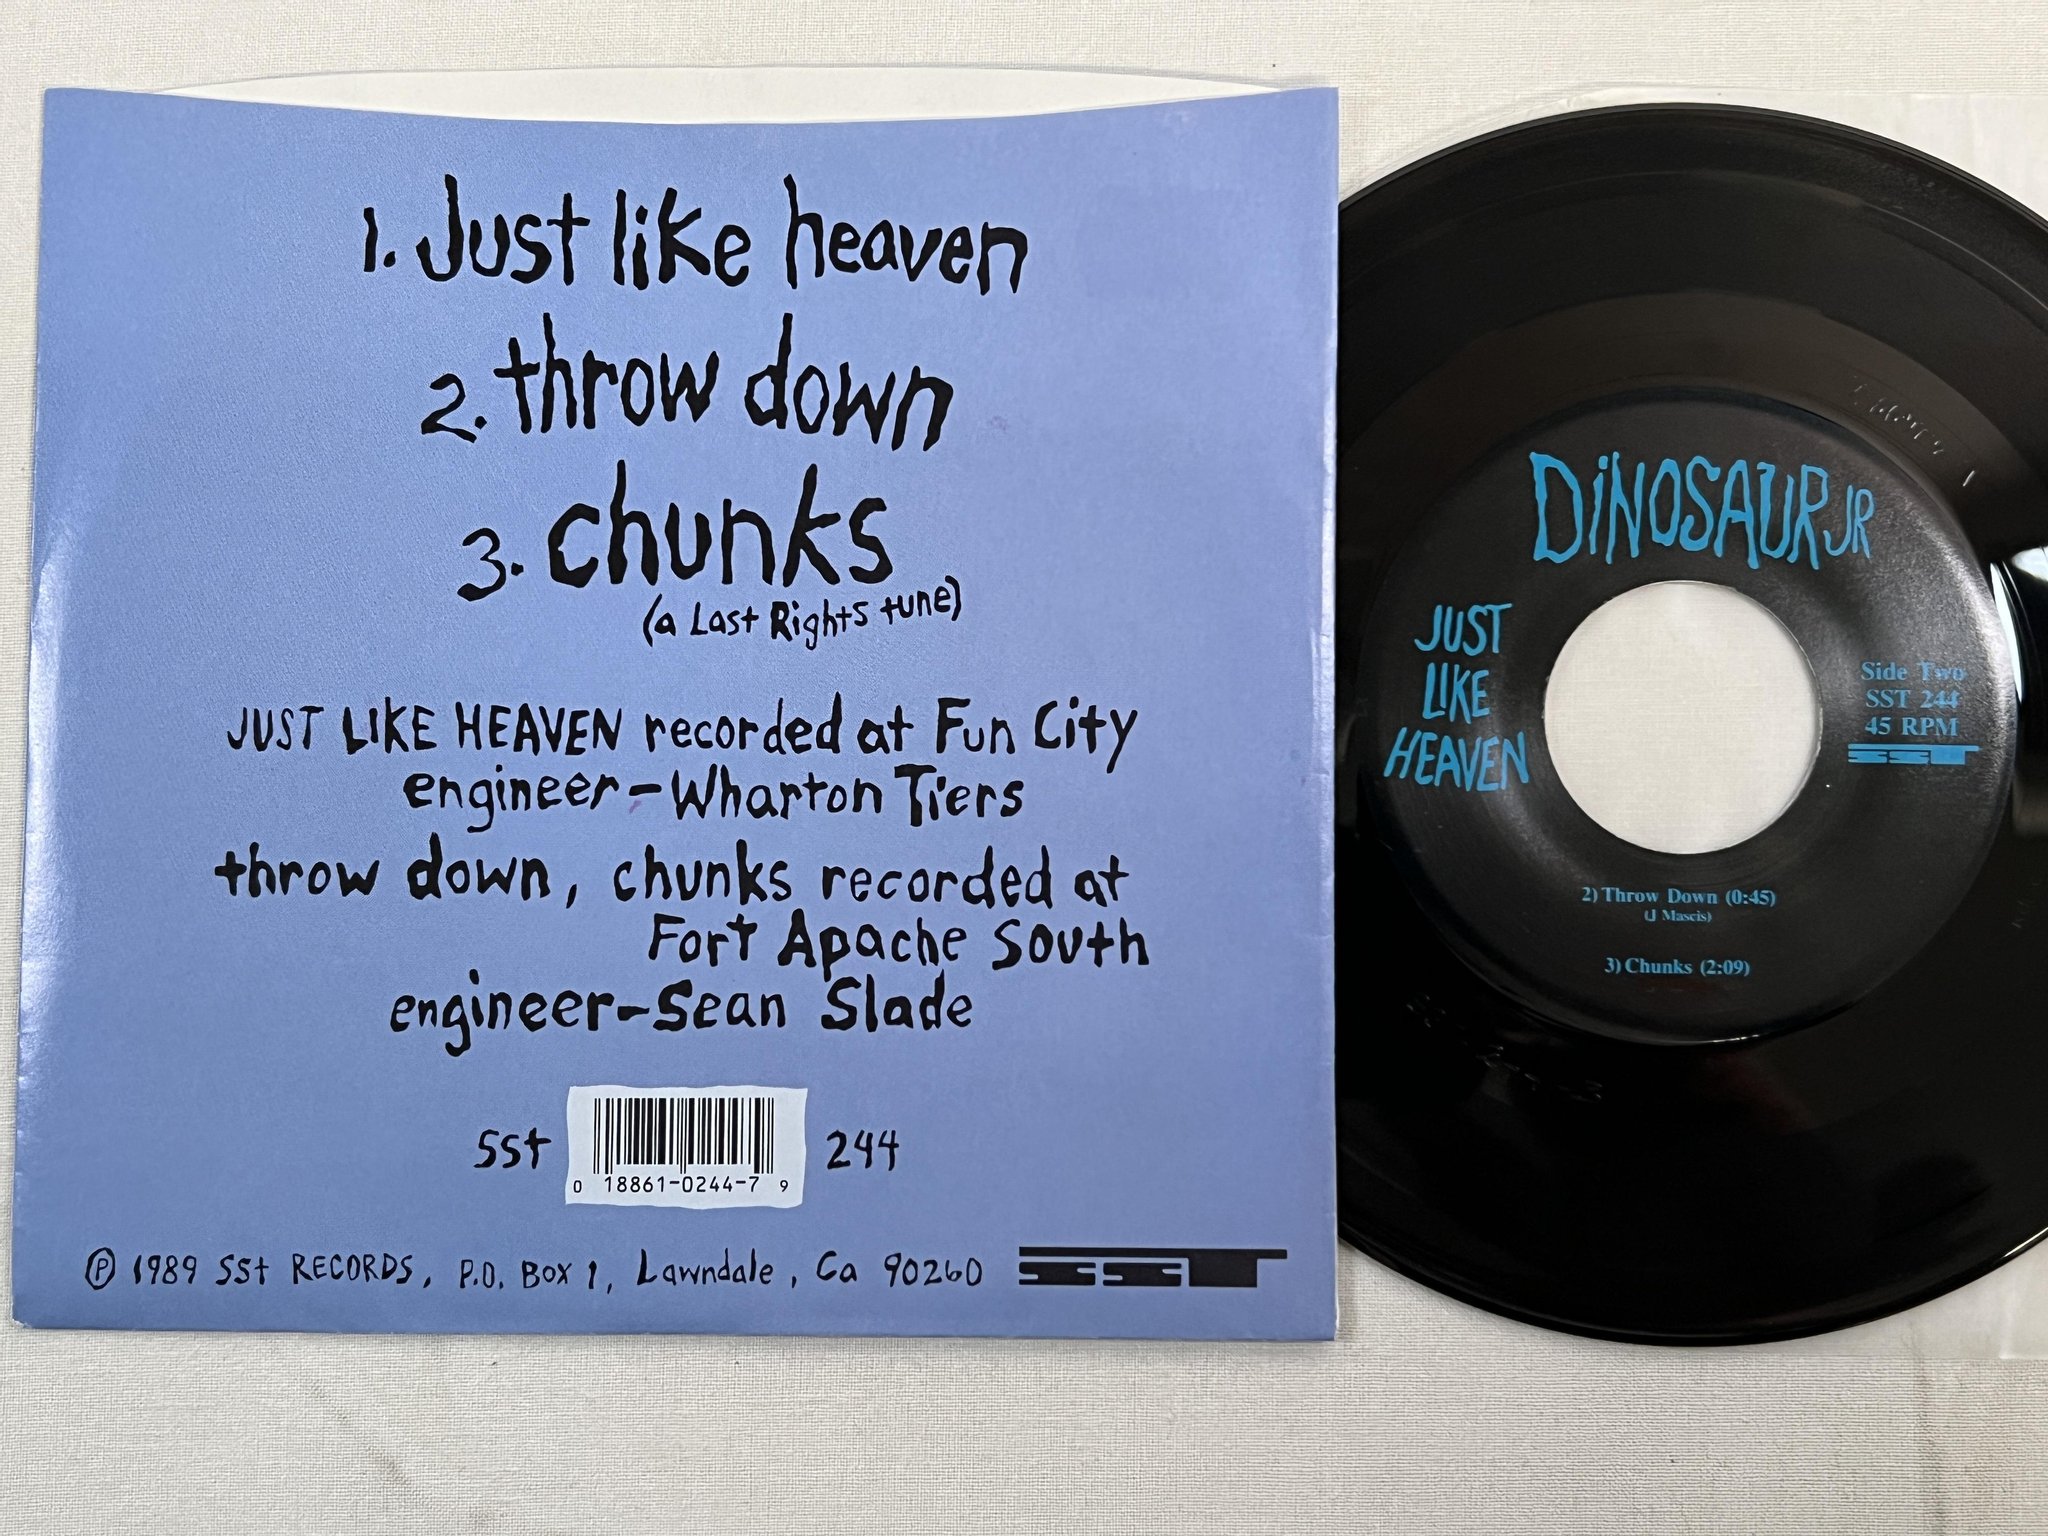 1. Just like heaven
2. throw down
3. chunks
(a Last Rights tune)
JUST LIKE HEAVEN recorded at Fun City
engineer-Wharton Tiers
throw down, chunks recorded at
Fort Apache South
engineer-Sean Slade
SSt 244
0 18861-0244-7 9
Ⓟ 1989 SSt RECORDS, P.O. Box 1, Lawndale, Ca 90260
SST
DiNOSAUR JR
JUST
LIKE
HEAVEN
Side Two
SST 244
45 RPM
SST
2) Throw Down (0:45)
(J Mascis)
3) Chunks (2:09)